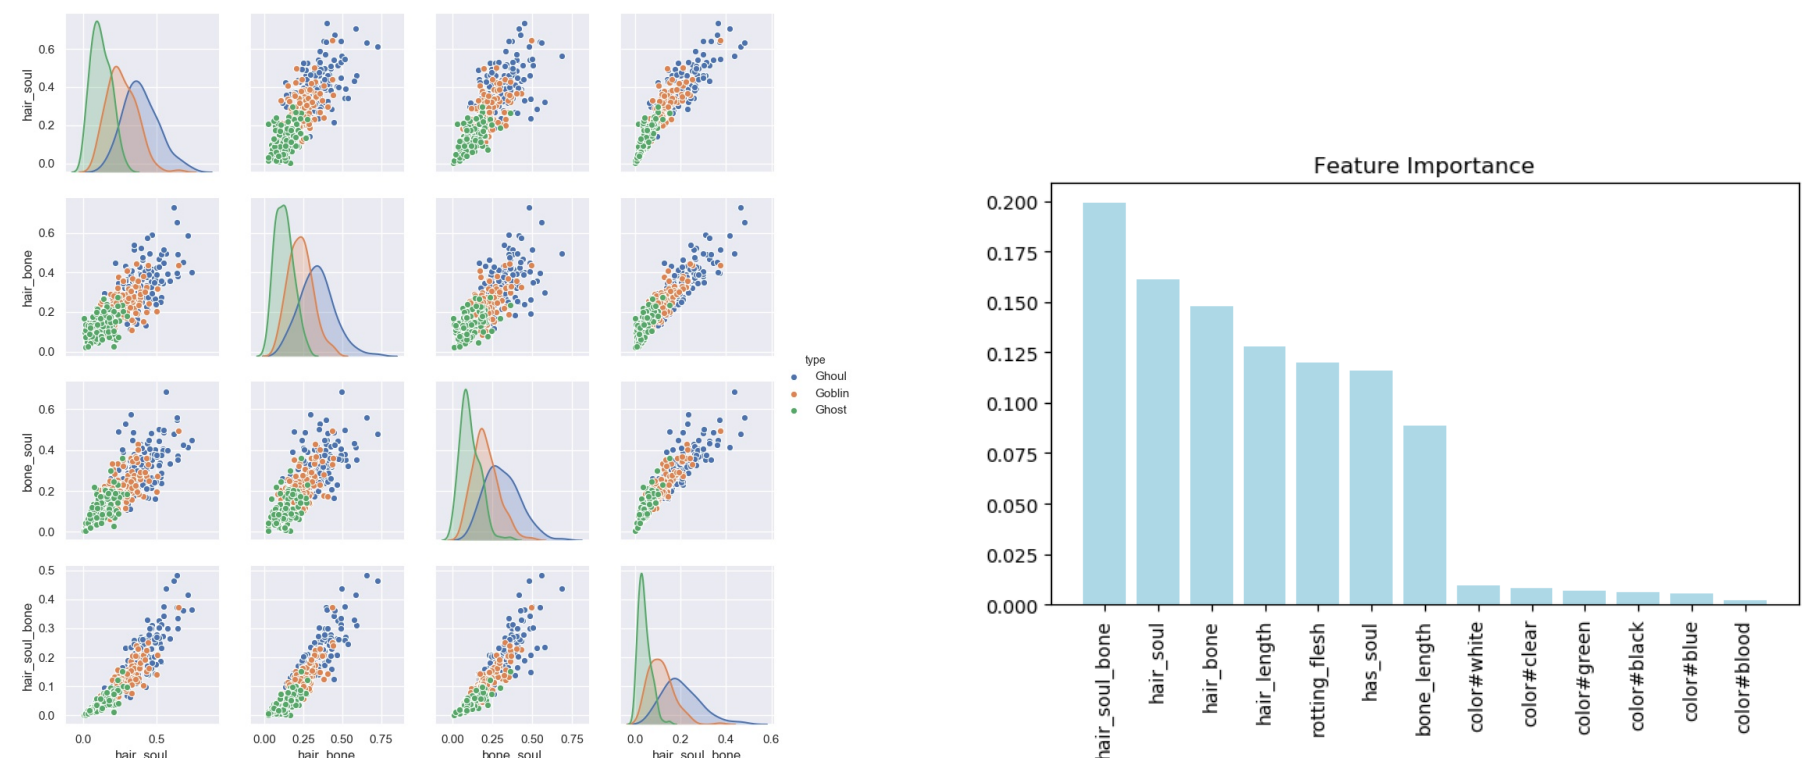 hair_soul
0.6
0.4
0.2
0.0
hair_bone
0.6
0.4
0.2
0.0
bone_soul
0.6
0.4
0.2
0.0
hair_soul_bone
0.5
0.4
0.3
0.2
0.1
0.0
0.0 0.5
0.00 0.25 0.50 0.75
0.00 0.25 0.50 0.75
0.0 0.2 0.4 0.6
hair_soul
hair_bone
bone_soul
hair_soul_bone
type
Ghoul
Goblin
Ghost
Feature Importance
0.200
0.175
0.150
0.125
0.100
0.075
0.050
0.025
0.000
hair_soul_bone
hair_soul
hair_bone
hair_length
rotting_flesh
has_soul
bone_length
color#white
color#clear
color#green
color#black
color#blue
color#blood